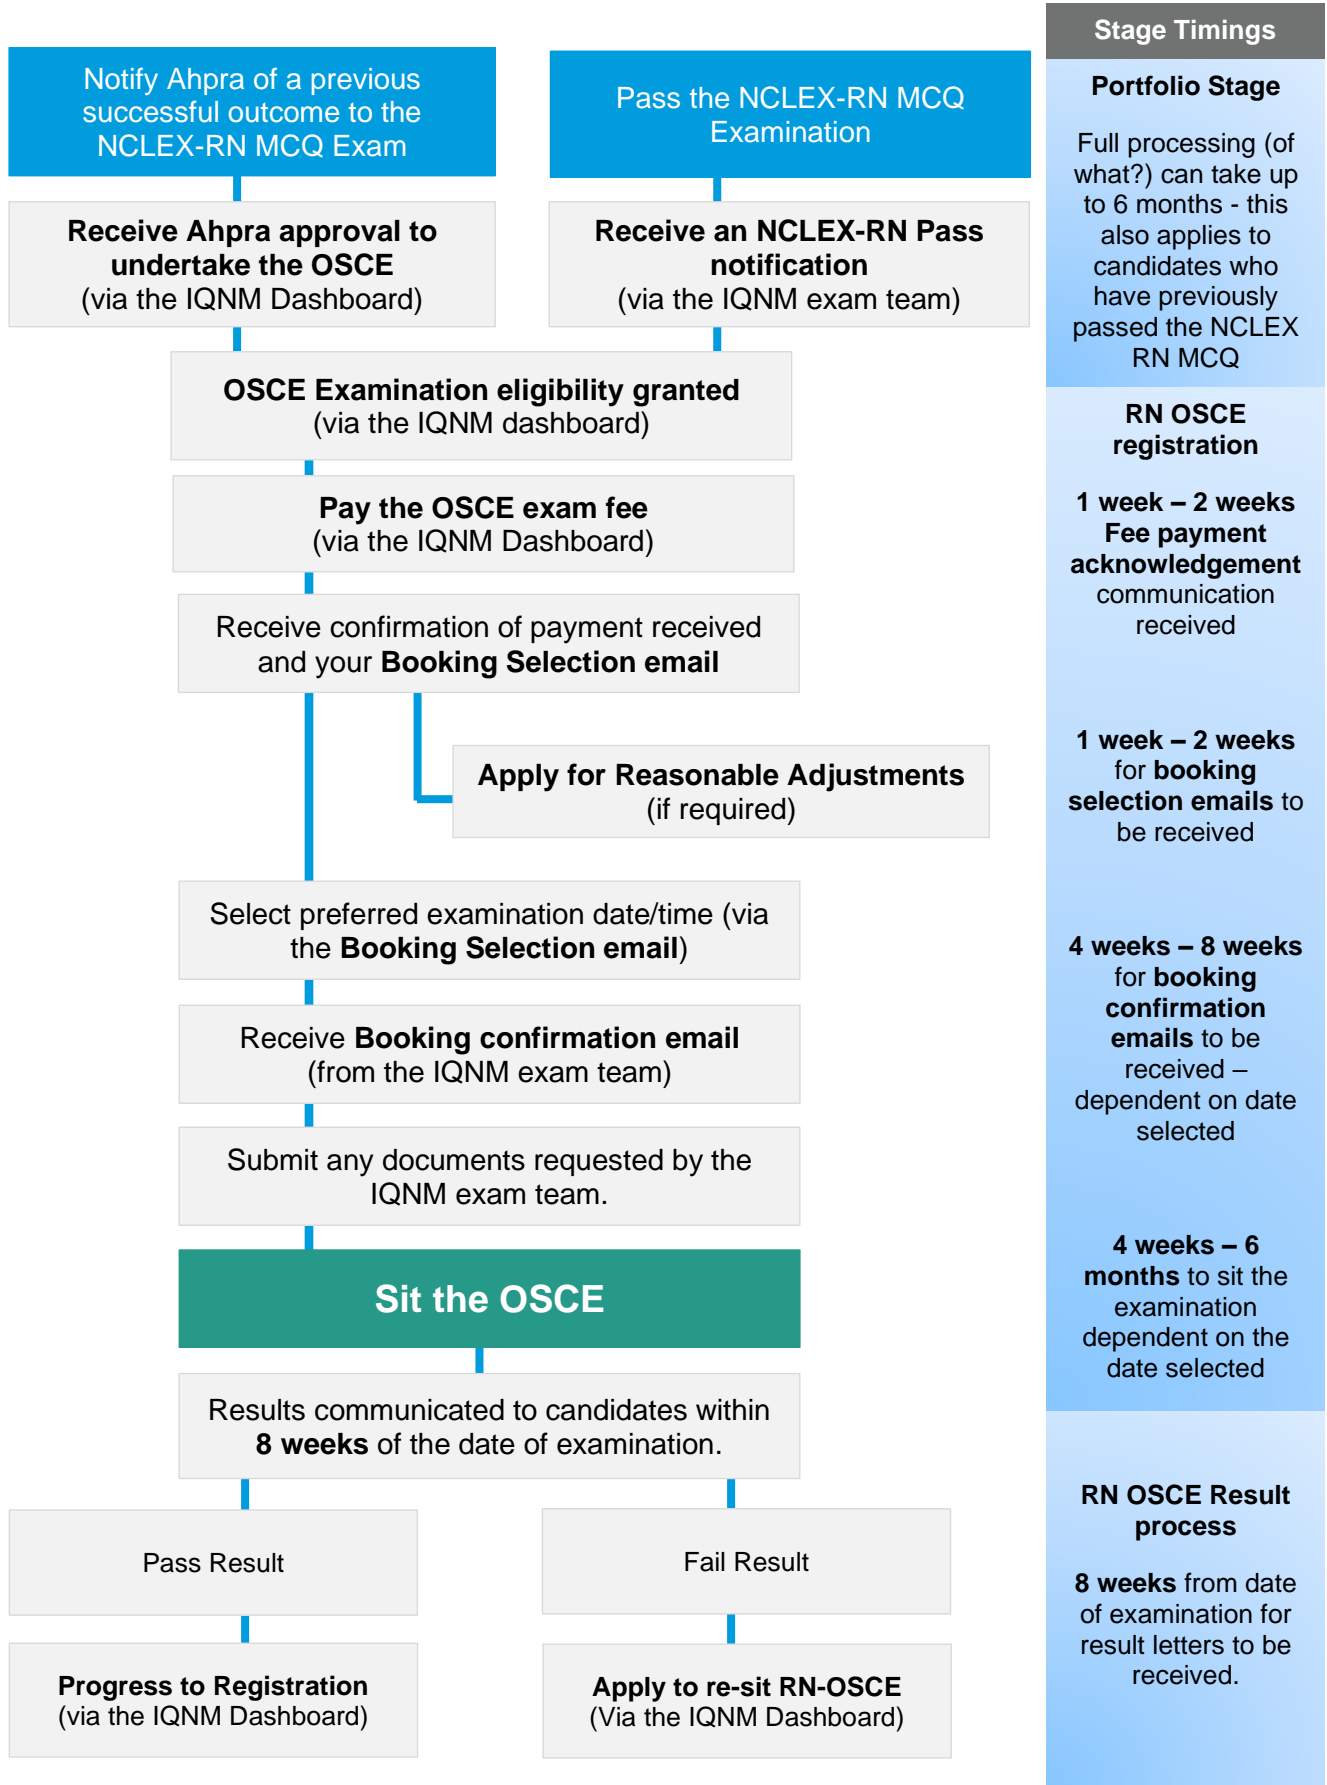 Notify Ahpra of a previous
successful outcome to the
NCLEX-RN MCQ Exam
Pass the NCLEX-RN MCQ
Examination
Receive Ahpra approval to
undertake the OSCE
(via the IQNM Dashboard)
Receive an NCLEX-RN Pass
notification
(via the IQNM exam team)
OSCE Examination eligibility granted
(via the IQNM dashboard)
Pay the OSCE exam fee
(via the IQNM Dashboard)
Receive confirmation of payment received
and your Booking Selection email
Apply for Reasonable Adjustments
(if required)
Select preferred examination date/time (via
the Booking Selection email)
Receive Booking confirmation email
(from the IQNM exam team)
Submit any documents requested by the
IQNM exam team.
Sit the OSCE
Results communicated to candidates within
8 weeks of the date of examination.
Pass Result
Fail Result
Progress to Registration
(via the IQNM Dashboard)
Apply to re-sit RN-OSCE
(Via the IQNM Dashboard)
Stage Timings
Portfolio Stage
Full processing (of
what?) can take up
to 6 months - this
also applies to
candidates who
have previously
passed the NCLEX
RN MCQ
RN OSCE
registration
1 week – 2 weeks
Fee payment
acknowledgement
communication
received
1 week – 2 weeks
for booking
selection emails to
be received
4 weeks – 8 weeks
for booking
confirmation
emails to be
received –
dependent on date
selected
4 weeks – 6
months to sit the
examination
dependent on the
date selected
RN OSCE Result
process
8 weeks from date
of examination for
result letters to be
received.